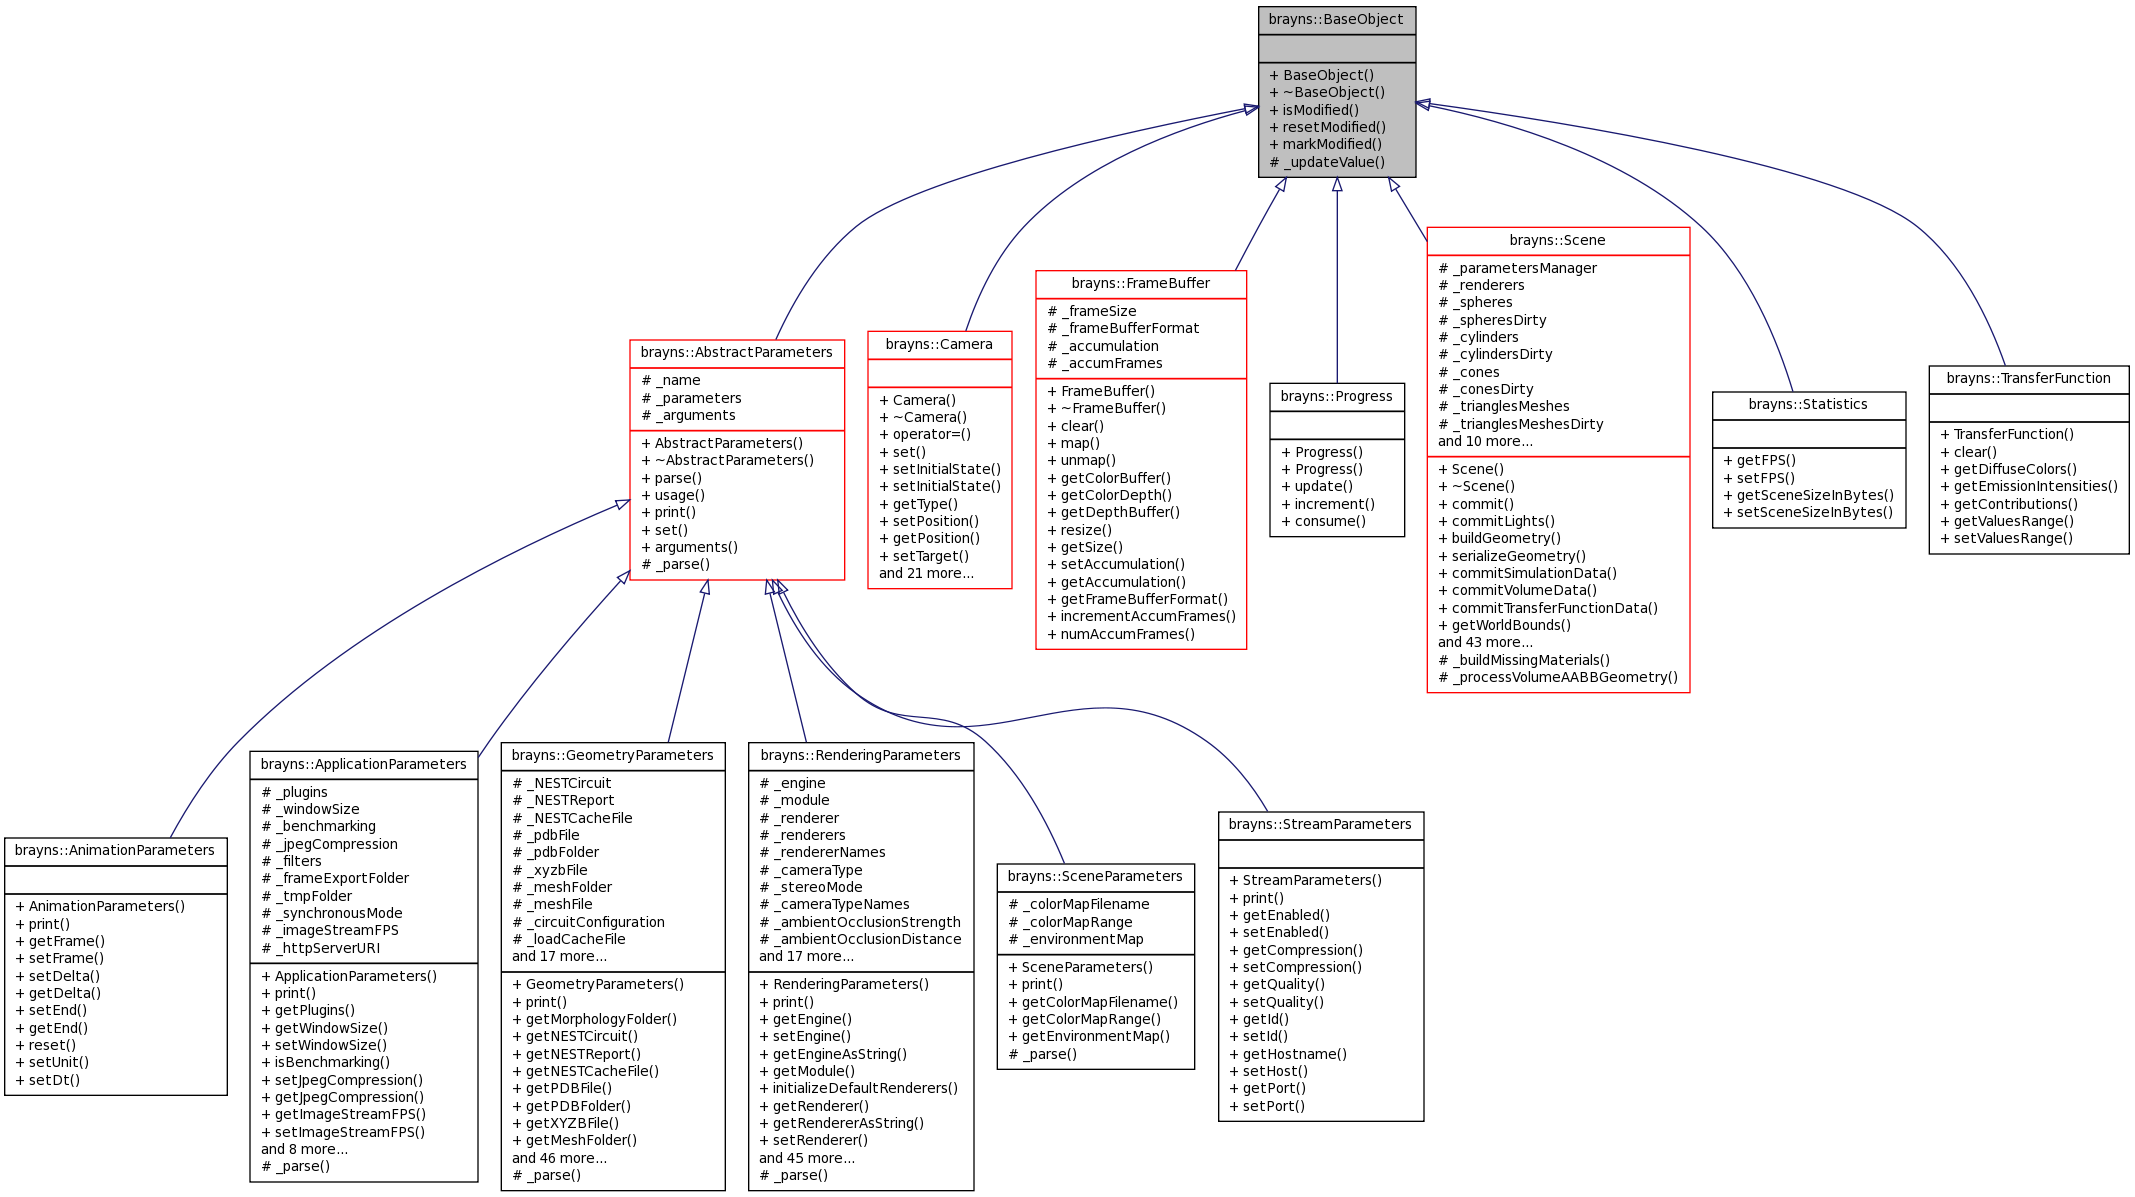 brayns::BaseObject
+ BaseObject()
+ ~BaseObject()
+ isModified()
+ resetModified()
+ markModified()
# _updateValue()
brayns::AbstractParameters
# _name
# _parameters
# _arguments
+ AbstractParameters()
+ ~AbstractParameters()
+ parse()
+ usage()
+ print()
+ set()
+ arguments()
# _parse()
brayns::Camera
+ Camera()
+ ~Camera()
+ operator=()
+ set()
+ setInitialState()
+ setInitialState()
+ getType()
+ setPosition()
+ getPosition()
+ setTarget()
and 21 more...
brayns::FrameBuffer
# _frameSize
# _frameBufferFormat
# _accumulation
# _accumFrames
+ FrameBuffer()
+ ~FrameBuffer()
+ clear()
+ map()
+ unmap()
+ getColorBuffer()
+ getColorDepth()
+ getDepthBuffer()
+ resize()
+ getSize()
+ setAccumulation()
+ getAccumulation()
+ getFrameBufferFormat()
+ incrementAccumFrames()
+ numAccumFrames()
brayns::Progress
+ Progress()
+ Progress()
+ update()
+ increment()
+ consume()
brayns::Scene
# _parametersManager
# _renderers
# _spheres
# _spheresDirty
# _cylinders
# _cylindersDirty
# _cones
# _conesDirty
# _trianglesMeshes
# _trianglesMeshesDirty
and 10 more...
+ Scene()
+ ~Scene()
+ commit()
+ commitLights()
+ buildGeometry()
+ serializeGeometry()
+ commitSimulationData()
+ commitVolumeData()
+ commitTransferFunctionData()
+ getWorldBounds()
and 43 more...
# _buildMissingMaterials()
# _processVolumeAABBGeometry()
brayns::Statistics
+ getFPS()
+ setFPS()
+ getSceneSizeInBytes()
+ setSceneSizeInBytes()
brayns::TransferFunction
+ TransferFunction()
+ clear()
+ getDiffuseColors()
+ getEmissionIntensities()
+ getContributions()
+ getValuesRange()
+ setValuesRange()
brayns::AnimationParameters
+ AnimationParameters()
+ print()
+ getFrame()
+ setFrame()
+ setDelta()
+ getDelta()
+ setEnd()
+ getEnd()
+ reset()
+ setUnit()
+ setDt()
brayns::ApplicationParameters
# _plugins
# _windowSize
# _benchmarking
# _jpegCompression
# _filters
# _frameExportFolder
# _tmpFolder
# _synchronousMode
# _imageStreamFPS
# _httpServerURI
+ ApplicationParameters()
+ print()
+ getPlugins()
+ getWindowSize()
+ setWindowSize()
+ isBenchmarking()
+ setJpegCompression()
+ getJpegCompression()
+ getImageStreamFPS()
+ setImageStreamFPS()
and 8 more...
# _parse()
brayns::GeometryParameters
# _NESTCircuit
# _NESTReport
# _NESTCacheFile
# _pdbFile
# _pdbFolder
# _xyzbFile
# _meshFolder
# _meshFile
# _circuitConfiguration
# _loadCacheFile
and 17 more...
+ GeometryParameters()
+ print()
+ getMorphologyFolder()
+ getNESTCircuit()
+ getNESTReport()
+ getNESTCacheFile()
+ getPDBFile()
+ getPDBFolder()
+ getXYZBFile()
+ getMeshFolder()
and 46 more...
# _parse()
brayns::RenderingParameters
# _engine
# _module
# _renderer
# _renderers
# _rendererNames
# _cameraType
# _stereoMode
# _cameraTypeNames
# _ambientOcclusionStrength
# _ambientOcclusionDistance
and 17 more...
+ RenderingParameters()
+ print()
+ getEngine()
+ setEngine()
+ getEngineAsString()
+ getModule()
+ initializeDefaultRenderers()
+ getRenderer()
+ getRendererAsString()
+ setRenderer()
and 45 more...
# _parse()
brayns::SceneParameters
# _colorMapFilename
# _colorMapRange
# _environmentMap
+ SceneParameters()
+ print()
+ getColorMapFilename()
+ getColorMapRange()
+ getEnvironmentMap()
# _parse()
brayns::StreamParameters
+ StreamParameters()
+ print()
+ getEnabled()
+ setEnabled()
+ getCompression()
+ setCompression()
+ getQuality()
+ setQuality()
+ getId()
+ setId()
+ getHostname()
+ setHost()
+ getPort()
+ setPort()